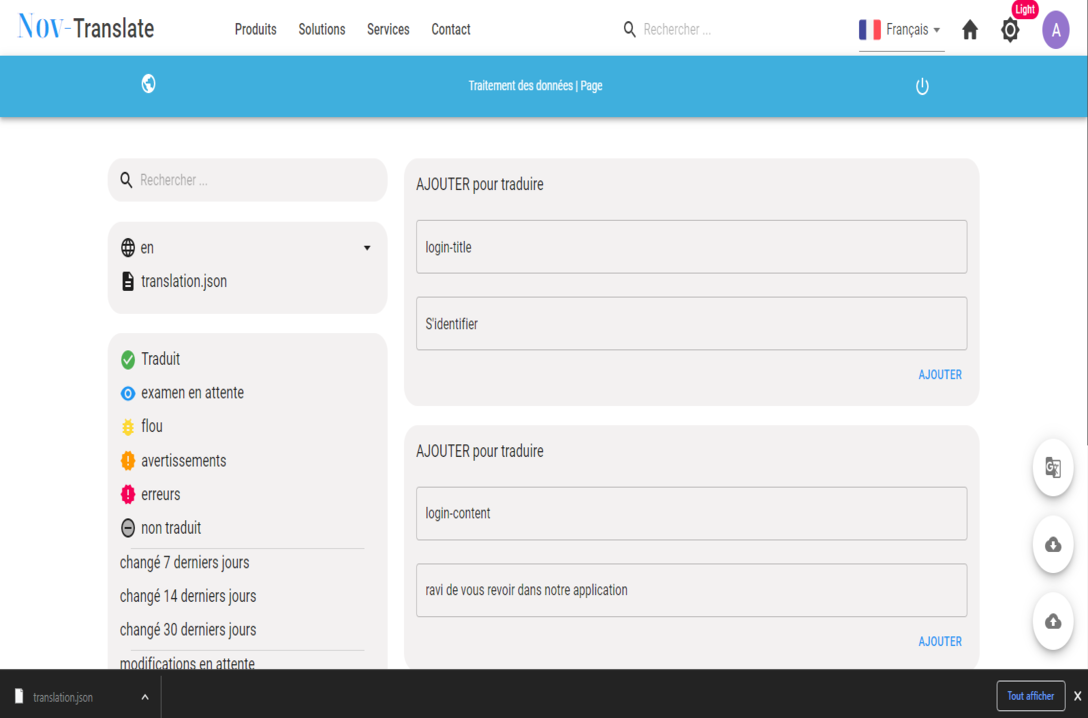 Nov-Translate
Produits Solutions Services Contact
Rechercher ...
Français
Light
A
Traitement des données | Page
Rechercher ...
en
translation.json
Traduit
examen en attente
flou
avertissements
erreurs
non traduit
changé 7 derniers jours
changé 14 derniers jours
changé 30 derniers jours
modifications en attente
AJOUTER pour traduire
login-title
S'identifier
AJOUTER
AJOUTER pour traduire
login-content
ravi de vous revoir dans notre application
AJOUTER
translation.json
Tout afficher
X